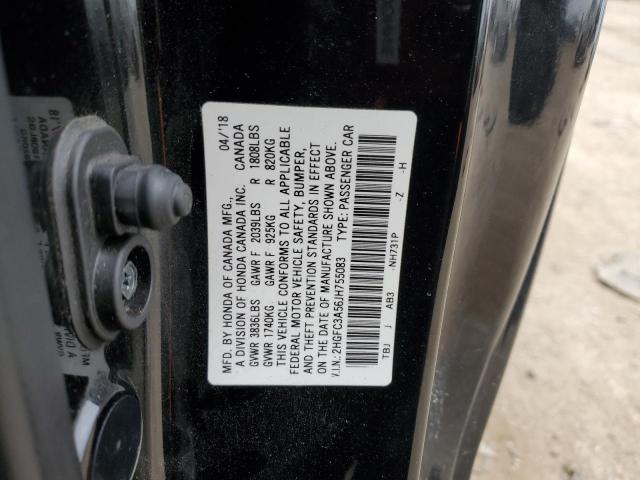 MFD. BY HONDA OF CANADA MFG., 04/'18
A DIVISION OF HONDA CANADA INC. CANADA
GVWR 3836LBS GAWR F 2039LBS R 1808LBS
GVWR 1740KG GAWR F 925KG R 820KG
THIS VEHICLE CONFORMS TO ALL APPLICABLE
FEDERAL MOTOR VEHICLE SAFETY, BUMPER,
AND THEFT PREVENTION STANDARDS IN EFFECT
ON THE DATE OF MANUFACTURE SHOWN ABOVE.
V.I.N.: 2HGFC3A56JH755083 TYPE: PASSENGER CAR
TBJ J AB3 -NH731P -Z -H